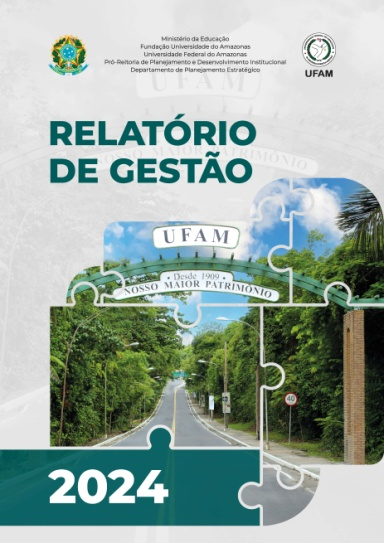 Ministério da Educação
Fundação Universidade do Amazonas
Universidade Federal do Amazonas
Pró-Reitoria de Planejamento e Desenvolvimento Institucional
Departamento de Planejamento Estratégico
UFAM
RELATÓRIO
DE GESTÃO
UFAM
Desde 1909
NOSSO MAIOR PATRIMÔNIO
40
2024